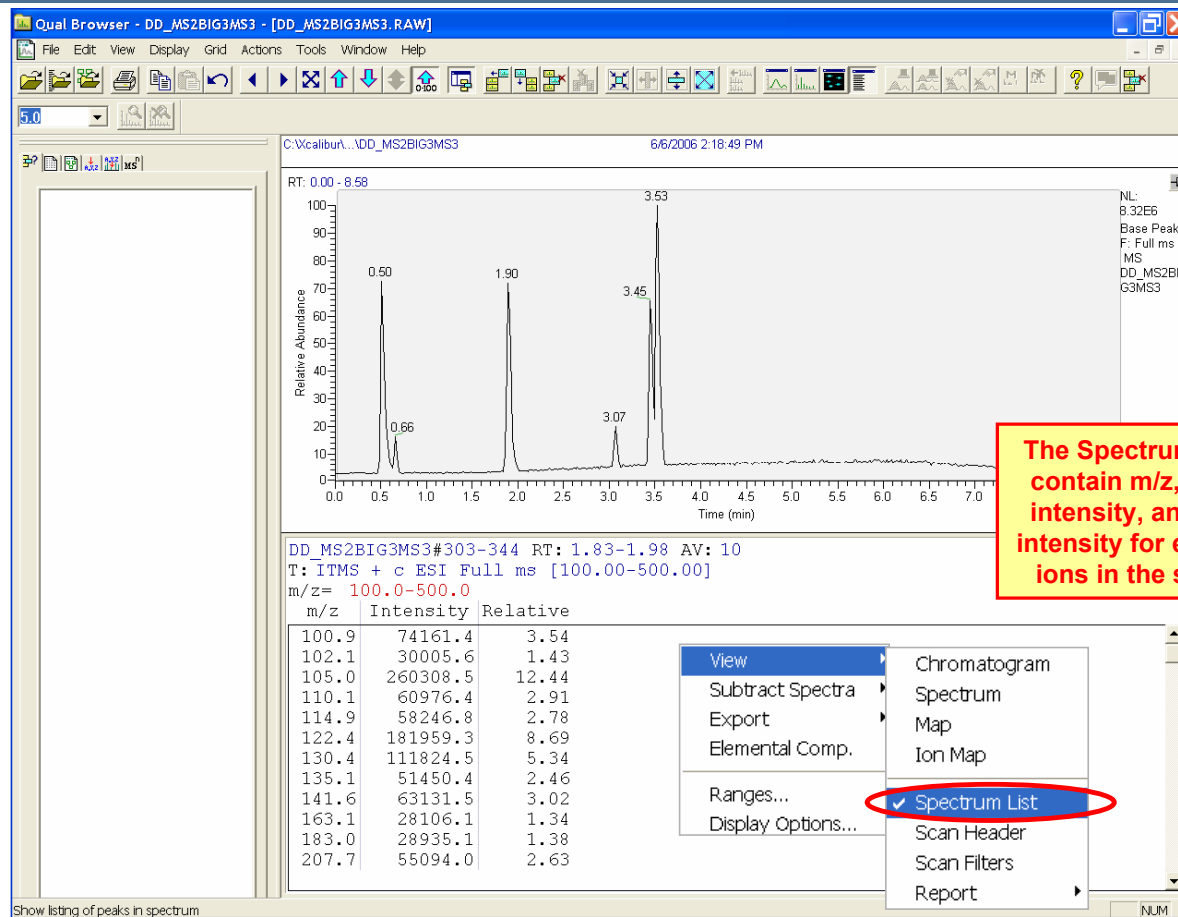 Qual Browser - DD_MS2BIG3MS3 - [DD_MS2BIG3MS3.RAW]
File Edit View Display Grid Actions Tools Window Help
5.0
C:\Xcalibur\...\DD_MS2BIG3MS3 6/6/2006 2:18:49 PM
RT: 0.00 - 8.58
NL:
8.32E6
Base Peak
F: Full ms
MS
DD_MS2BI
G3MS3
3.53
0.50
1.90
3.45
3.07
0.66
100
90
80
70
60
50
40
30
20
10
0
Relative Abundance
0.0 0.5 1.0 1.5 2.0 2.5 3.0 3.5 4.0 4.5 5.0 5.5 6.0 6.5 7.0
Time (min)
The Spectru
contain m/z,
intensity, an
intensity for e
ions in the s
DD_MS2BIG3MS3#303-344 RT: 1.83-1.98 AV: 10
T: ITMS + c ESI Full ms [100.00-500.00]
m/z= 100.0-500.0
m/z Intensity Relative
100.9 74161.4 3.54
102.1 30005.6 1.43
105.0 260308.5 12.44
110.1 60976.4 2.91
114.9 58246.8 2.78
122.4 181959.3 8.69
130.4 111824.5 5.34
135.1 51450.4 2.46
141.6 63131.5 3.02
163.1 28106.1 1.34
183.0 28935.1 1.38
207.7 55094.0 2.63
View
Subtract Spectra
Export
Elemental Comp.
Ranges...
Display Options...
Chromatogram
Spectrum
Map
Ion Map
Spectrum List
Scan Header
Scan Filters
Report
Show listing of peaks in spectrum
NUM